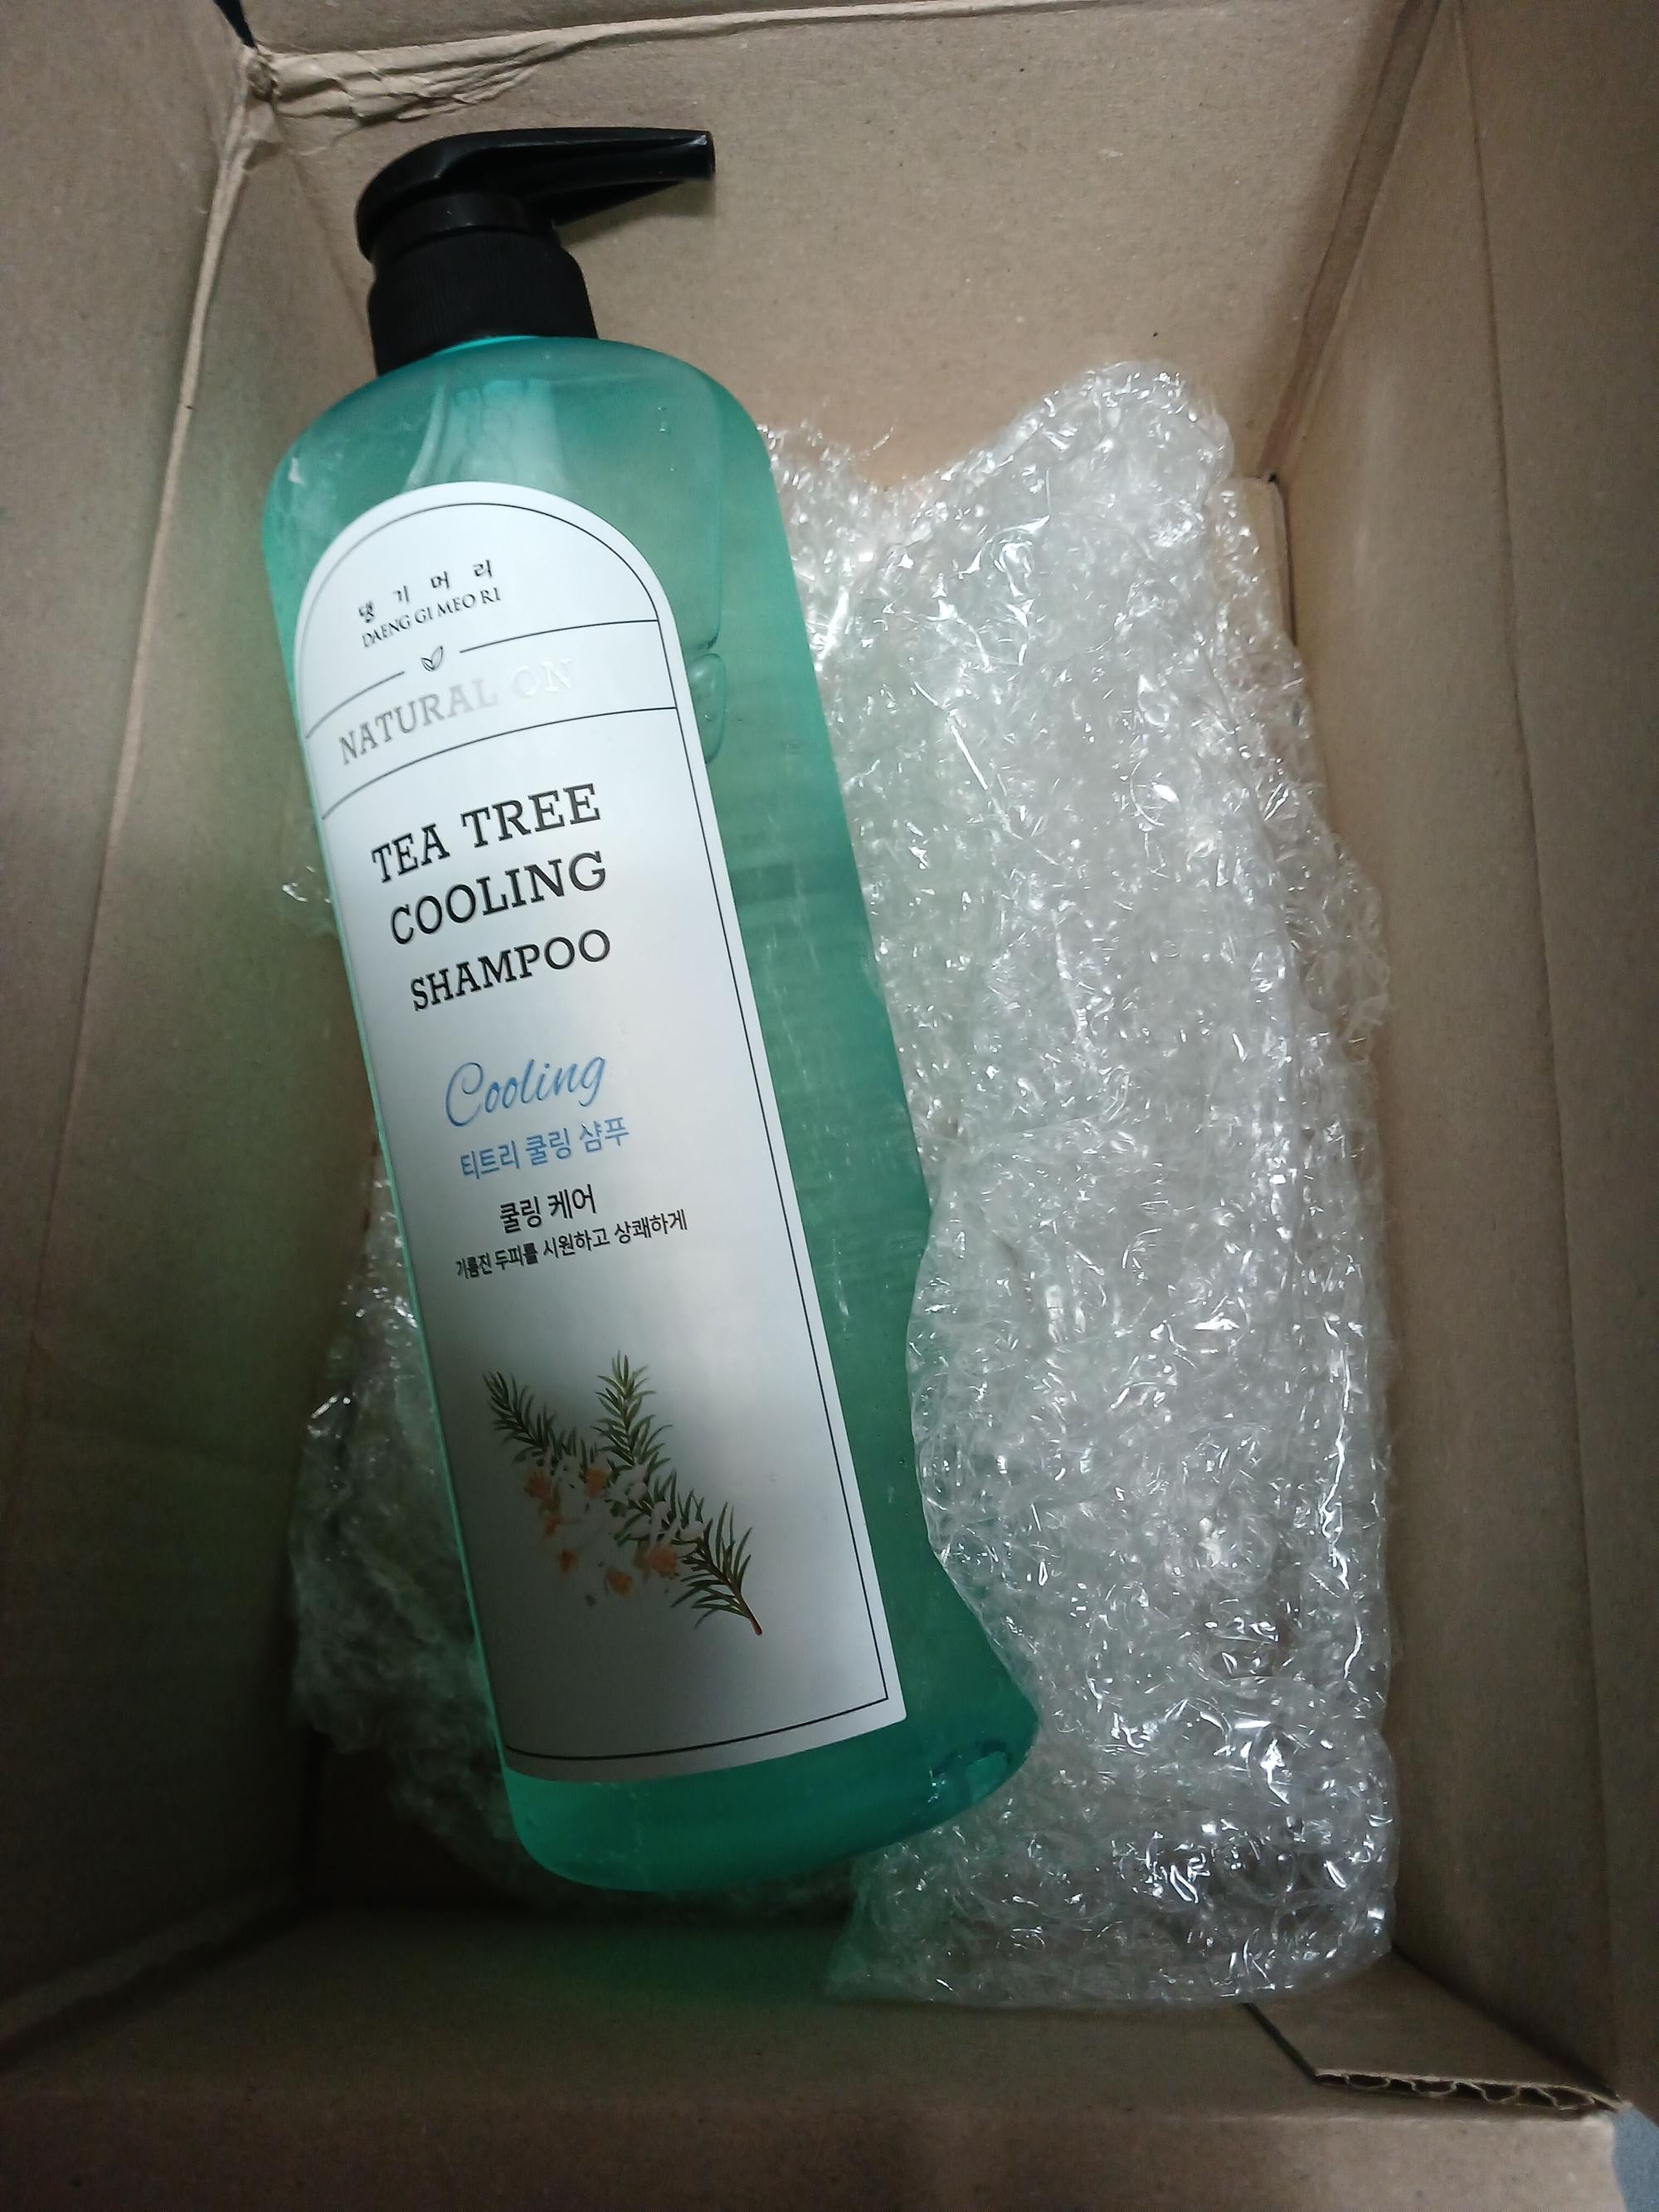 댕기머리
DAENG GI MEO RI
NATURAL ON
TEA TREE
COOLING
SHAMPOO
Cooling
티트리 쿨링 샴푸
쿨링 케어
기름진 두피를 시원하고 상쾌하게